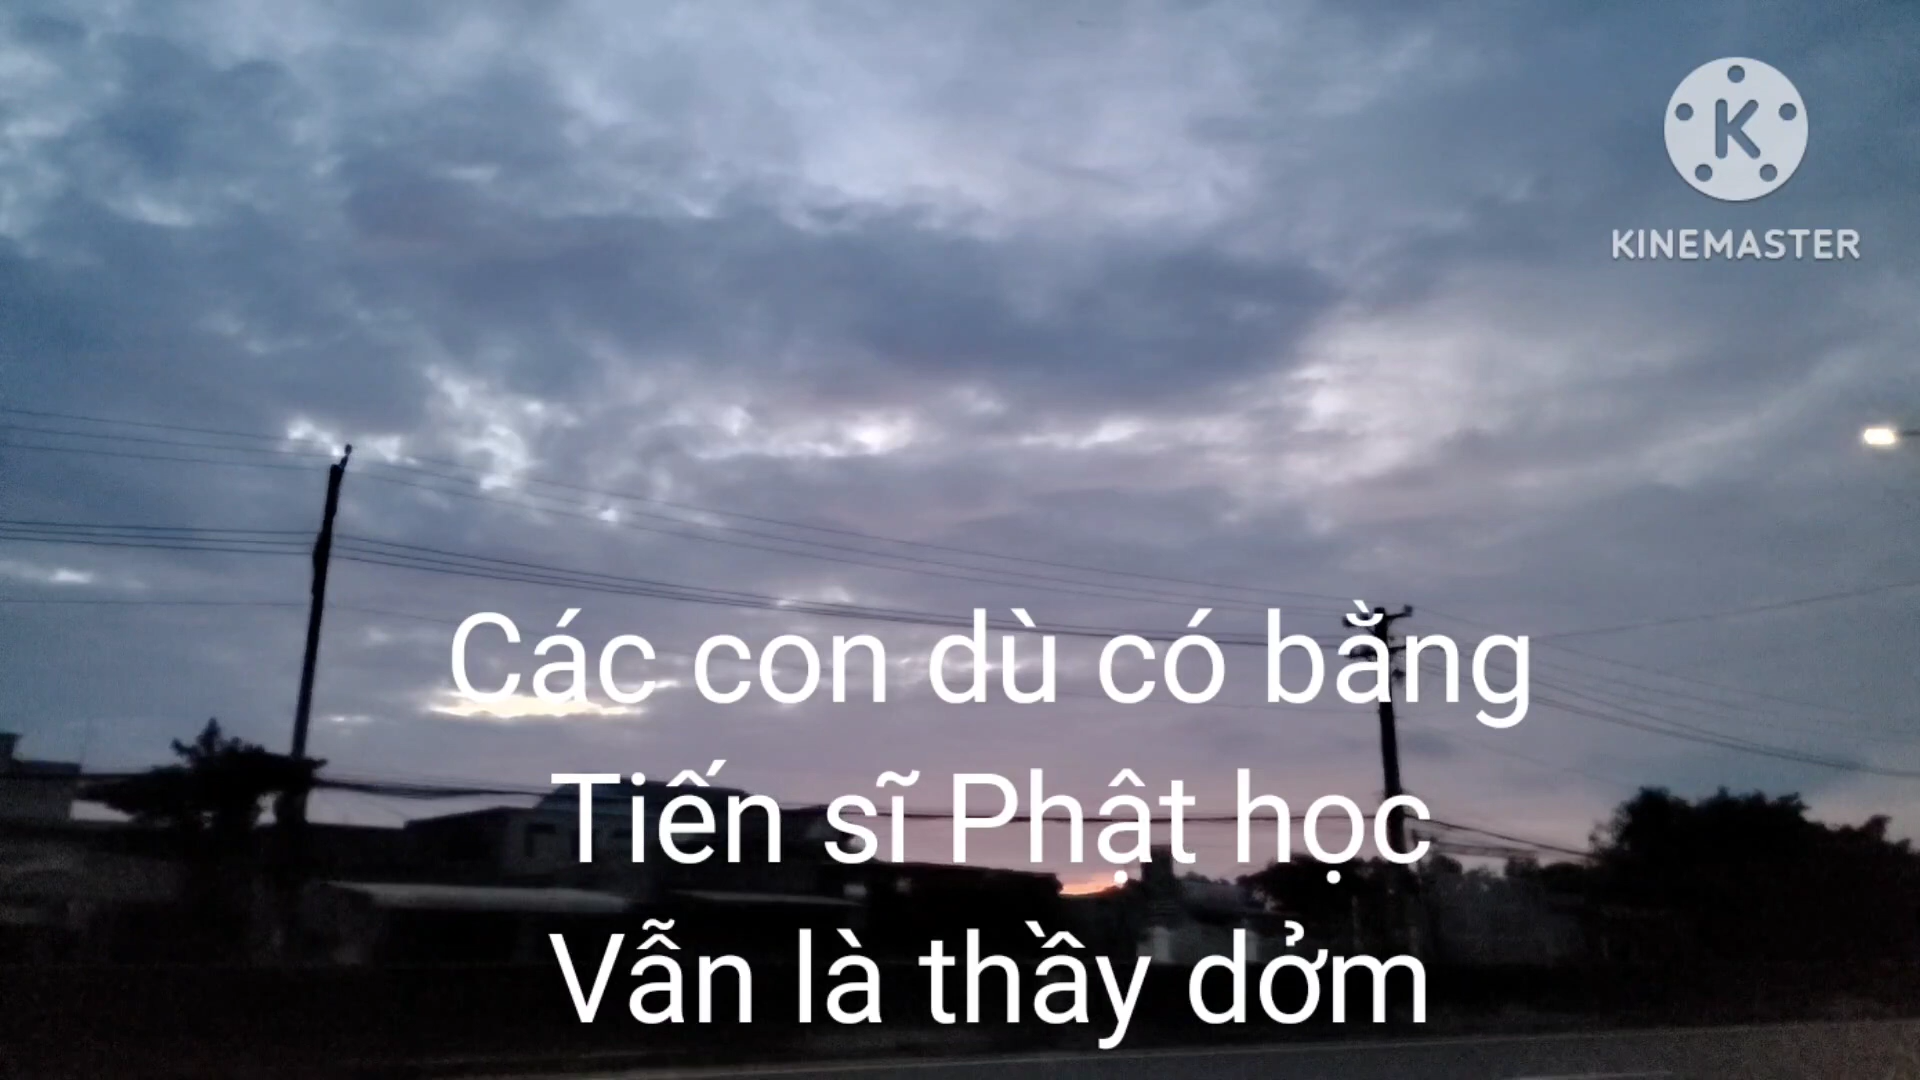 KINEMASTER
Các con dù có bằng
Tiến sĩ Phật học
Vẫn là thầy dởm